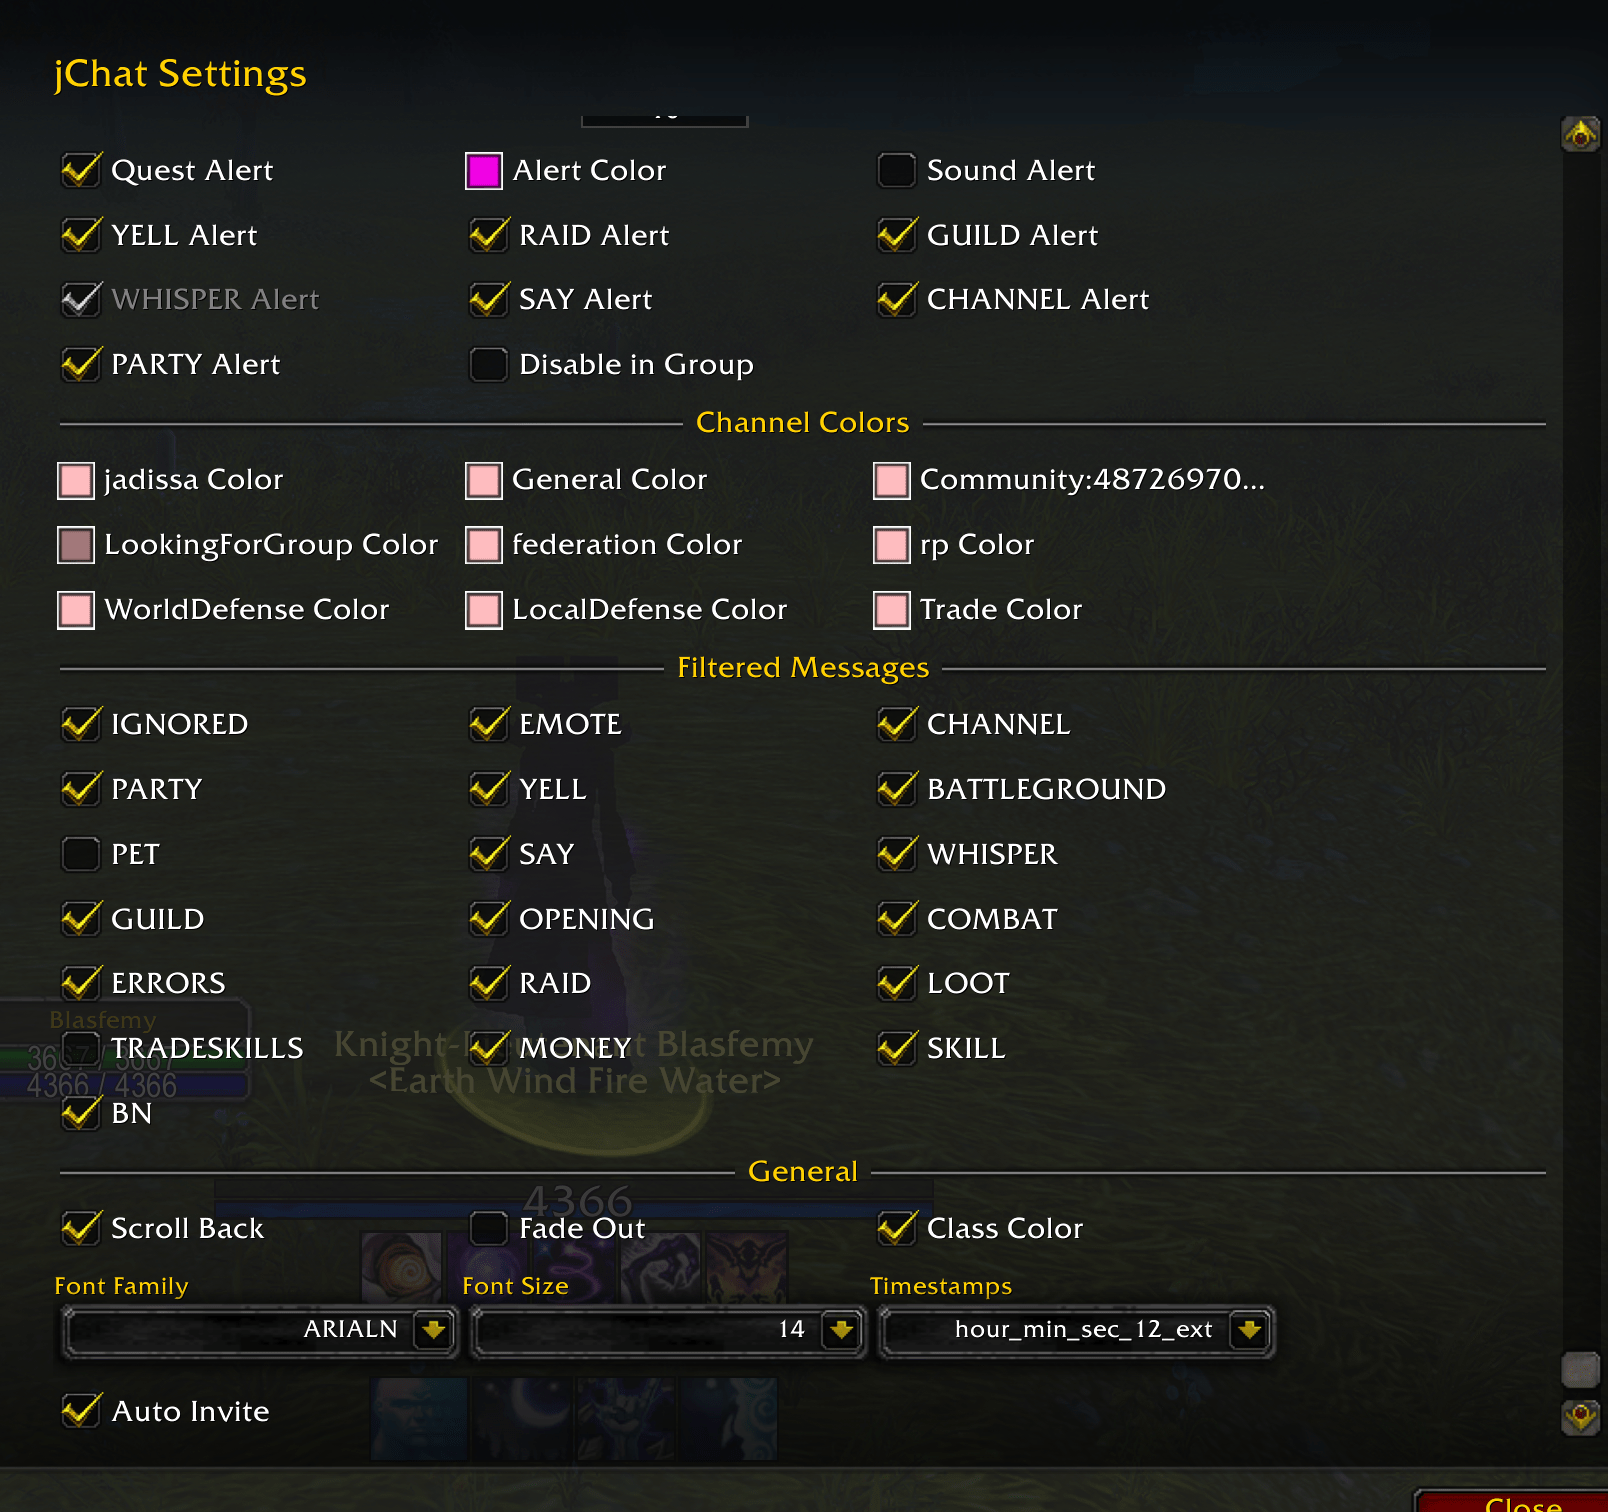 jChat Settings
Quest Alert Alert Color Sound Alert
YELL Alert RAID Alert GUILD Alert
WHISPER Alert SAY Alert CHANNEL Alert
PARTY Alert Disable in Group
Channel Colors
jadissa Color General Color Community:48726970...
LookingForGroup Color federation Color rp Color
WorldDefense Color LocalDefense Color Trade Color
Filtered Messages
IGNORED EMOTE CHANNEL
PARTY YELL BATTLEGROUND
PET SAY WHISPER
GUILD OPENING COMBAT
ERRORS RAID LOOT
Blasfemy
TRADESKILLS MONEY SKILL
Blasfemy
4366 / 4366 <Earth Wind Fire Water>
BN
General
4366
Scroll Back Fade Out Class Color
Font Family Font Size Timestamps
ARIALN 14 hour_min_sec_12_ext
Auto Invite
Close